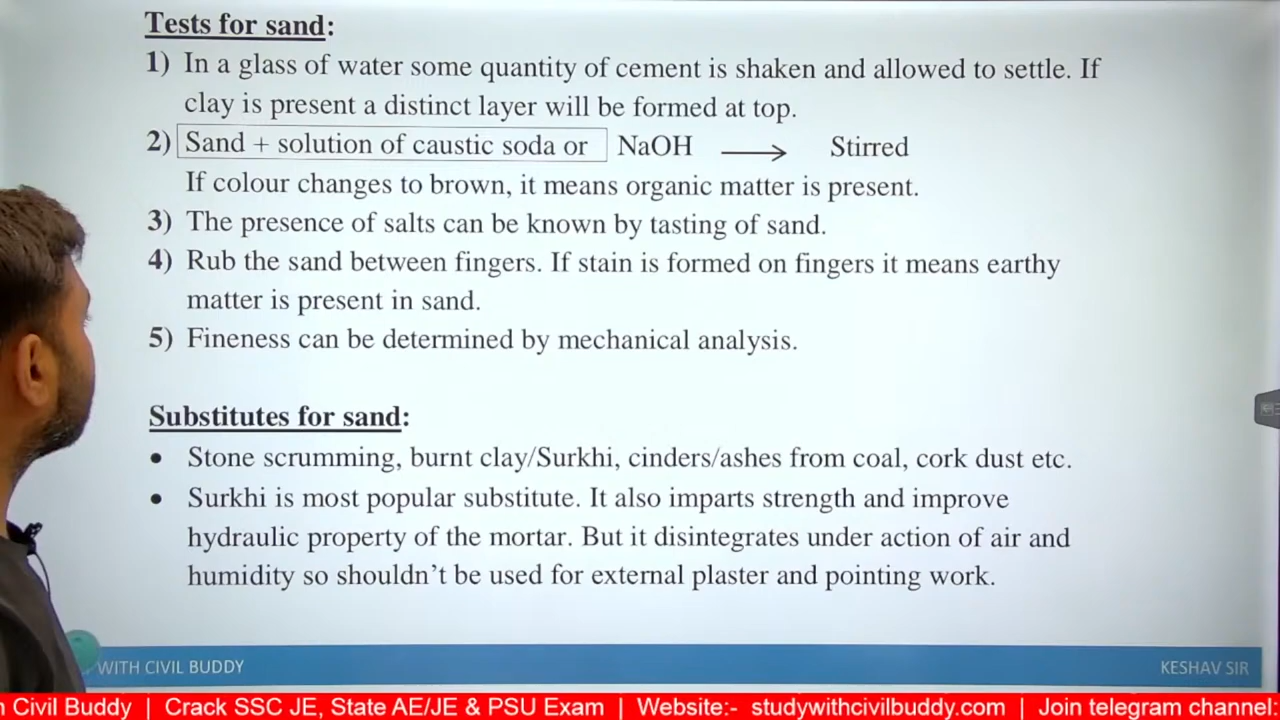 Tests for sand:
1) In a glass of water some quantity of cement is shaken and allowed to settle. If
clay is present a distinct layer will be formed at top.
2) Sand + solution of caustic soda or NaOH ⟶ Stirred
If colour changes to brown, it means organic matter is present.
3) The presence of salts can be known by tasting of sand.
4) Rub the sand between fingers. If stain is formed on fingers it means earthy
matter is present in sand.
5) Fineness can be determined by mechanical analysis.
Substitutes for sand:
• Stone scrumming, burnt clay/Surkhi, cinders/ashes from coal, cork dust etc.
• Surkhi is most popular substitute. It also imparts strength and improve
hydraulic property of the mortar. But it disintegrates under action of air and
humidity so shouldn't be used for external plaster and pointing work.
WITH CIVIL BUDDY
KESHAV SIR
Civil Buddy | Crack SSC JE, State AE/JE & PSU Exam | Website:- studywithcivilbuddy.com | Join telegram channel: